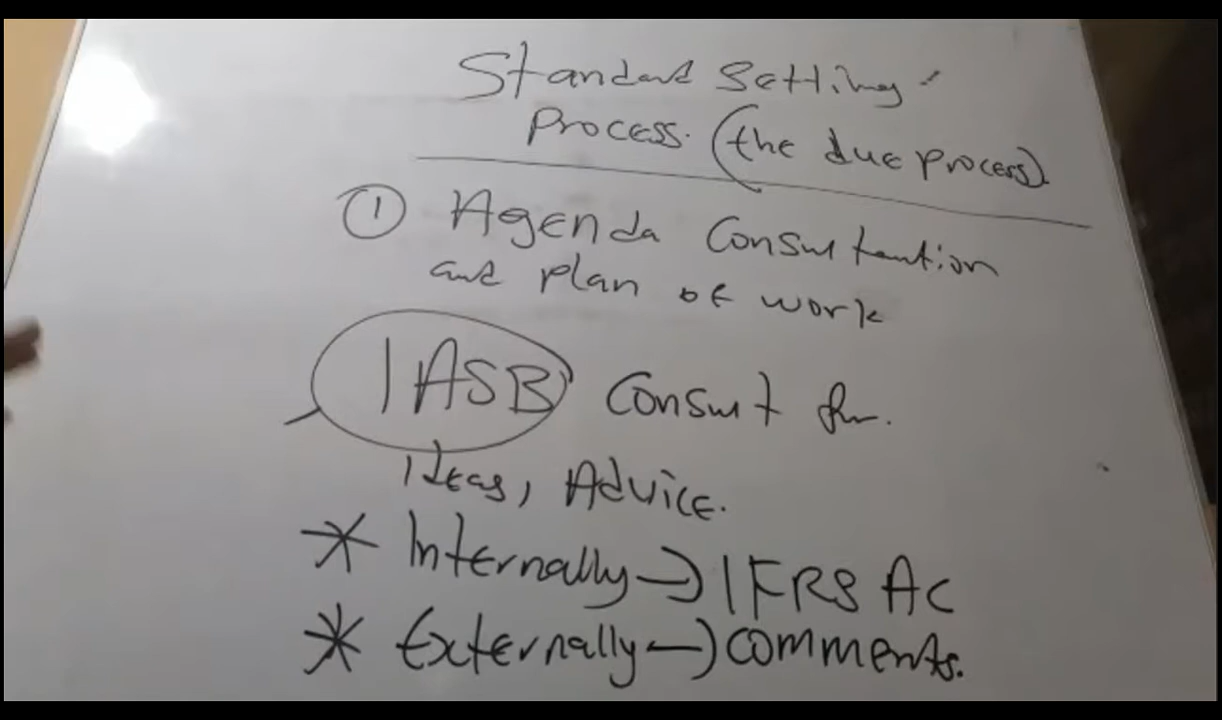 Standard Setting
Process. (the due process).
① Agenda Consultation
and plan of work
IASB Consult for.
Ideas, Advice.
* Internally → IFRS AC
* Externally → comments.